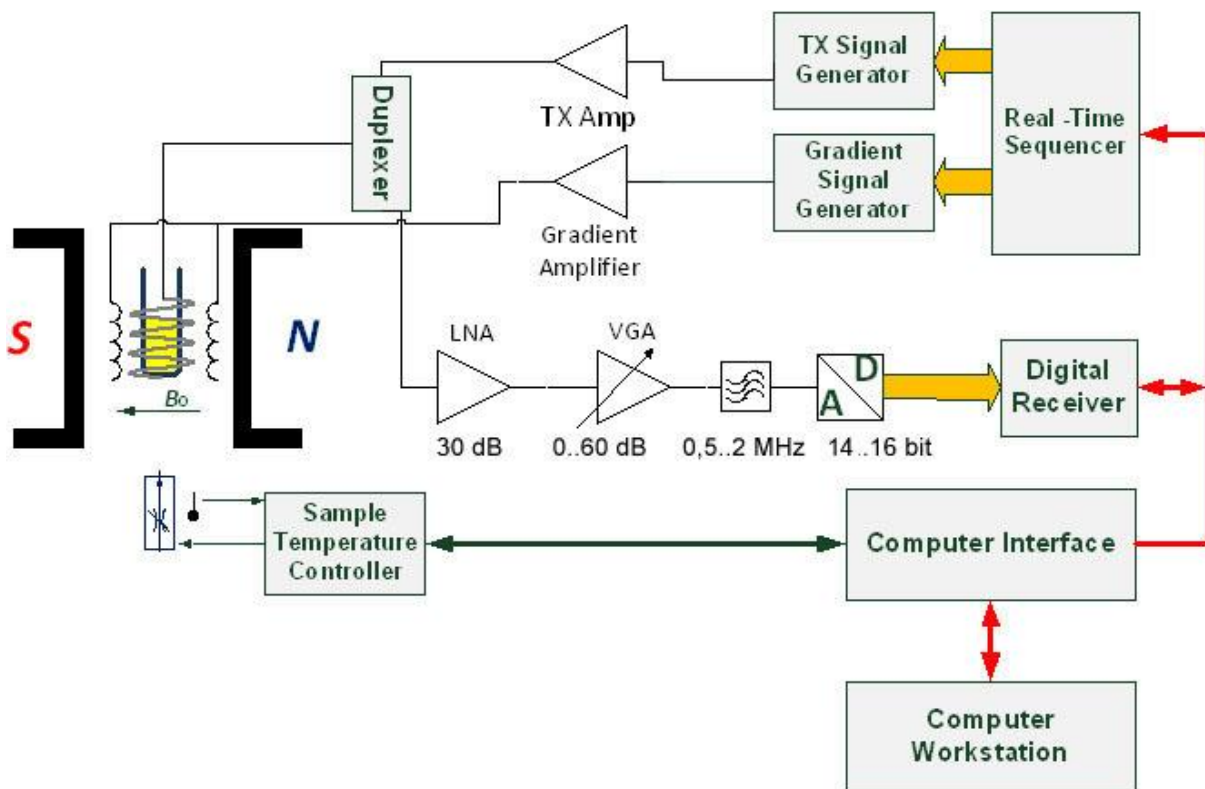 TX Signal
Generator
Real -Time
Sequencer
Duplexer
TX Amp
Gradient
Signal
Generator
Gradient
Amplifier
S
N
B0
LNA
VGA
D
A
Digital
Receiver
30 dB
0..60 dB
0,5..2 MHz
14..16 bit
Sample
Temperature
Controller
Computer Interface
Computer
Workstation